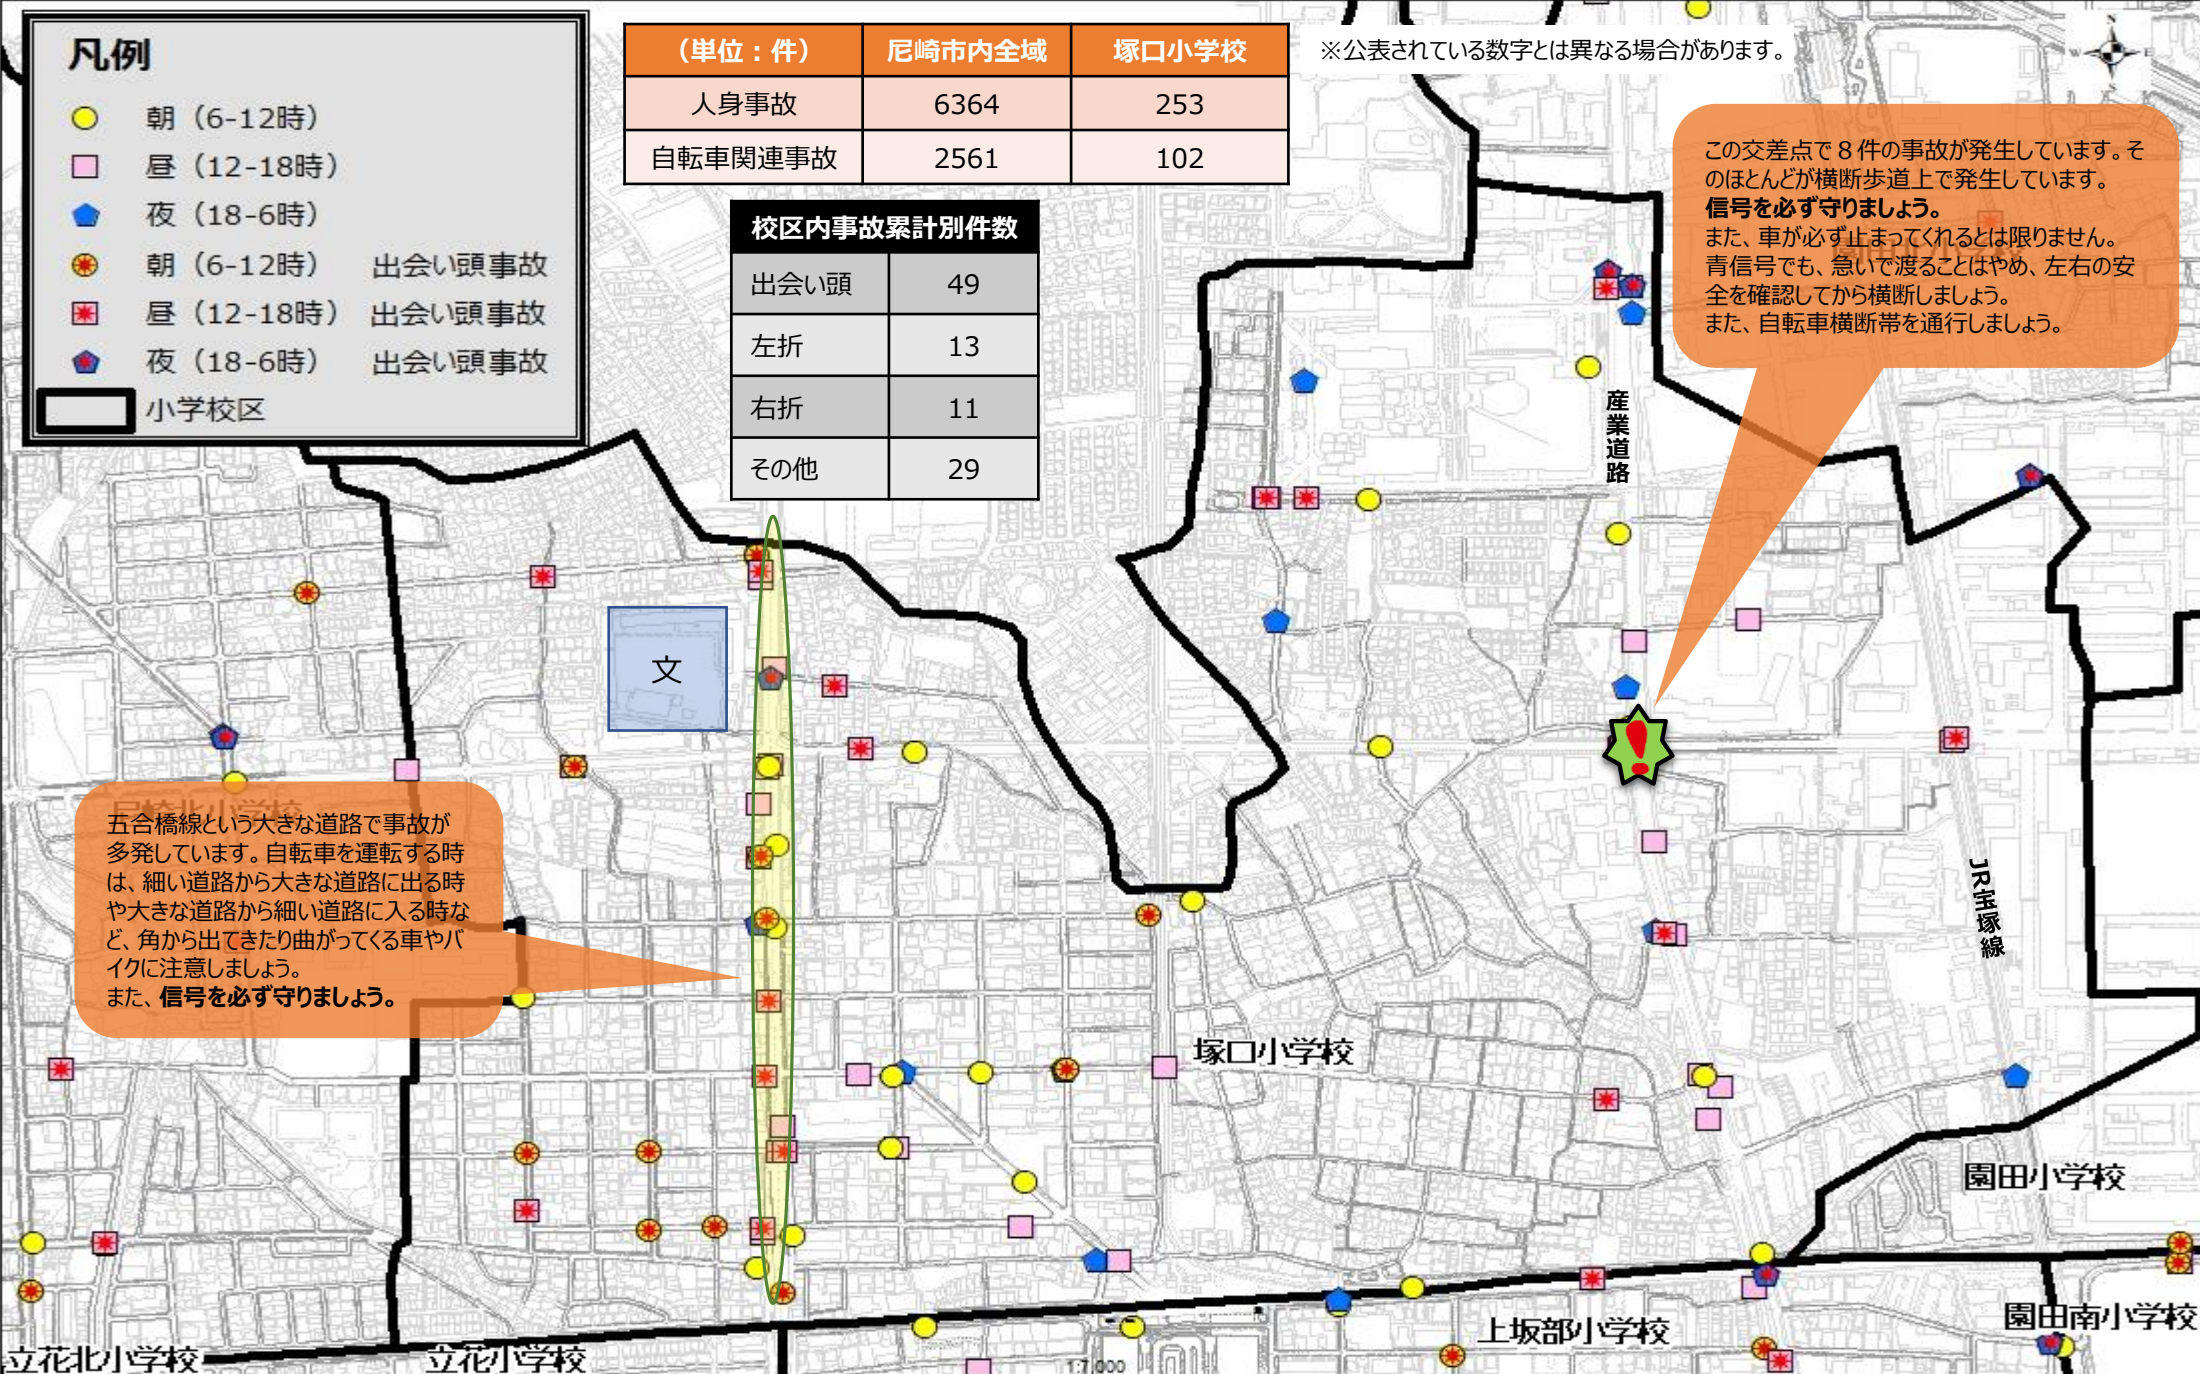 凡例
朝（6-12時）
昼（12-18時）
夜（18-6時）
朝（6-12時）　出会い頭事故
昼（12-18時）　出会い頭事故
夜（18-6時）　出会い頭事故
小学校区
（単位：件）　尼崎市内全域　塚口小学校
人身事故　6364　253
自転車関連事故　2561　102
※公表されている数字とは異なる場合があります。
N
W
E
S
校区内事故累計別件数
出会い頭　49
左折　13
右折　11
その他　29
この交差点で８件の事故が発生しています。そ
のほとんどが横断歩道上で発生しています。
信号を必ず守りましょう。
また、車が必ず止まってくれるとは限りません。
青信号でも、急いで渡ることはやめ、左右の安
全を確認してから横断しましょう。
また、自転車横断帯を通行しましょう。
産業道路
文
尼崎北小学校
五合橋線という大きな道路で事故が
多発しています。自転車を運転する時
は、細い道路から大きな道路に出る時
や大きな道路から細い道路に入る時な
ど、角から出てきたり曲がってくる車やバ
イクに注意しましょう。
また、信号を必ず守りましょう。
JR宝塚線
塚口小学校
園田小学校
園田南小学校
上坂部小学校
立花北小学校
立花小学校
1:7,000